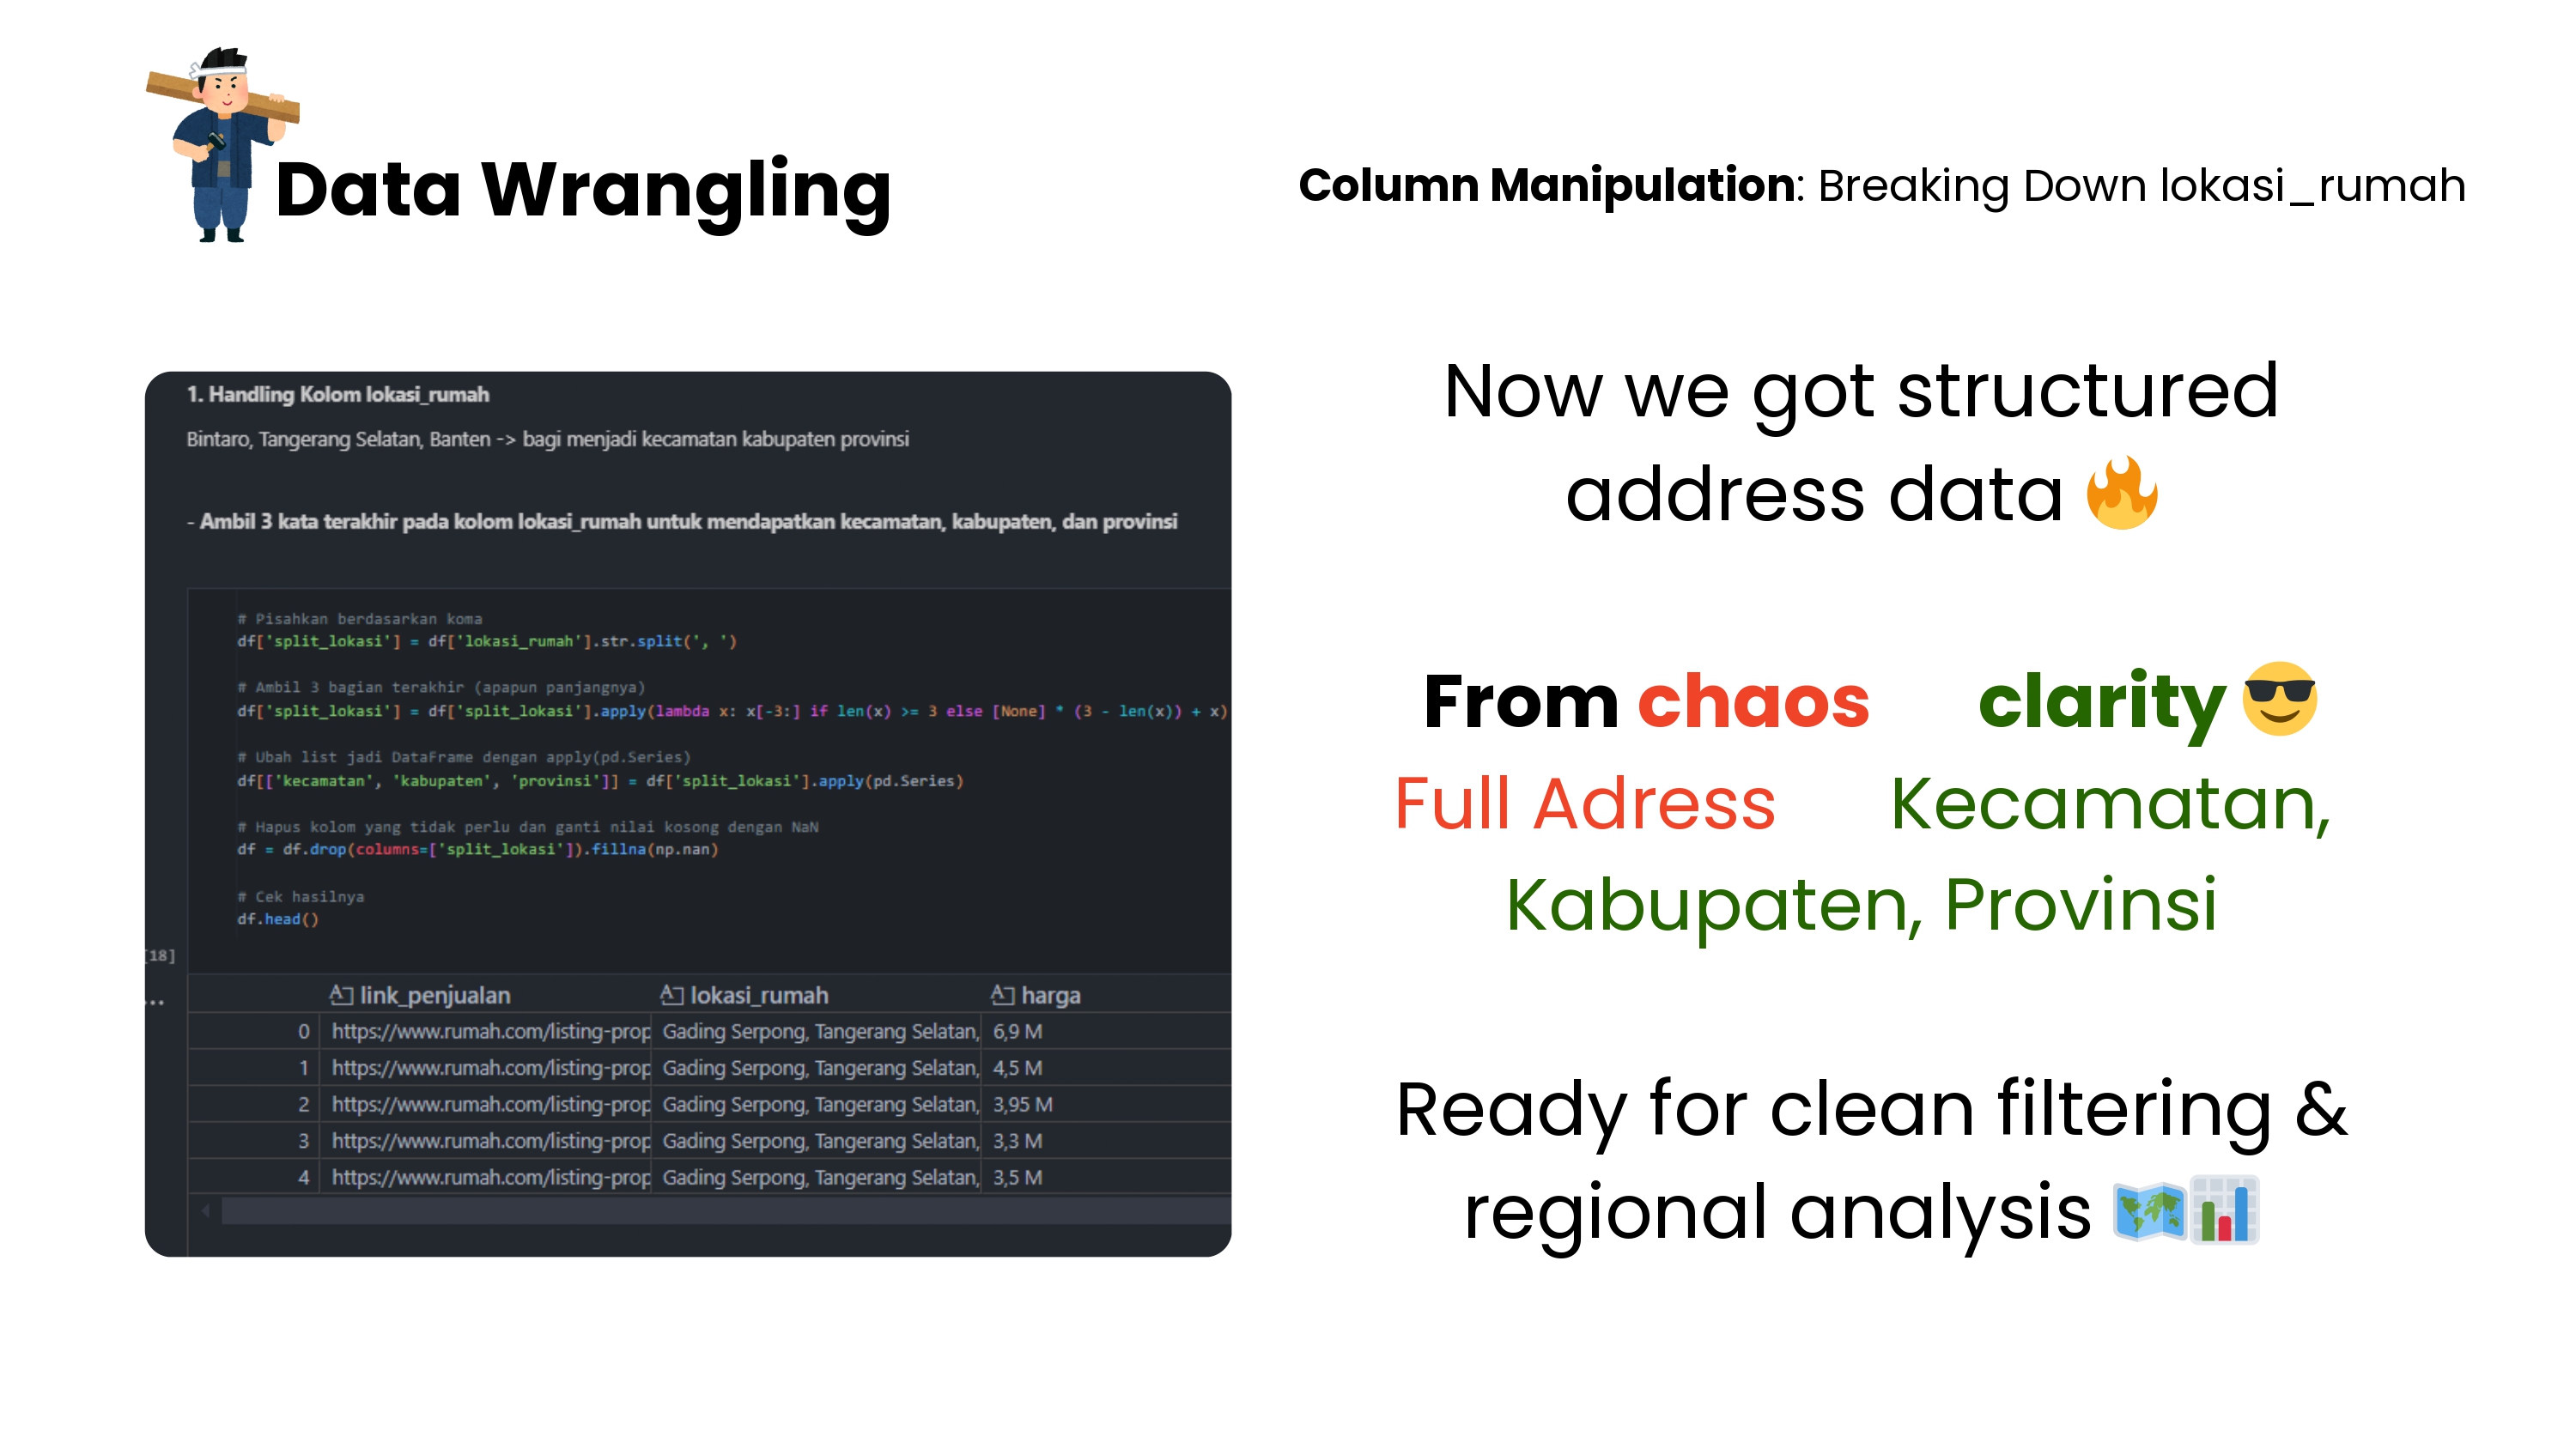 Data Wrangling
Column Manipulation: Breaking Down lokasi_rumah
1. Handling Kolom lokasi_rumah
Bintaro, Tangerang Selatan, Banten -> bagi menjadi kecamatan kabupaten provinsi
- Ambil 3 kata terakhir pada kolom lokasi_rumah untuk mendapatkan kecamatan, kabupaten, dan provinsi
# Pisahkan berdasarkan koma
df['split_lokasi'] = df['lokasi_rumah'].str.split(', ')
# Ambil 3 bagian terakhir (apapun panjangnya)
df['split_lokasi'] = df['split_lokasi'].apply(lambda x: x[-3:] if len(x) >= 3 else [None] * (3 - len(x)) + x)
# Ubah list jadi DataFrame dengan apply(pd.Series)
df[['kecamatan', 'kabupaten', 'provinsi']] = df['split_lokasi'].apply(pd.Series)
# Hapus kolom yang tidak perlu dan ganti nilai kosong dengan NaN
df = df.drop(columns=['split_lokasi']).fillna(np.nan)
# Cek hasilnya
df.head()
[18]
...
link_penjualan lokasi_rumah harga
0 https://www.rumah.com/listing-prop Gading Serpong, Tangerang Selatan, 6,9 M
1 https://www.rumah.com/listing-prop Gading Serpong, Tangerang Selatan, 4,5 M
2 https://www.rumah.com/listing-prop Gading Serpong, Tangerang Selatan, 3,95 M
3 https://www.rumah.com/listing-prop Gading Serpong, Tangerang Selatan, 3,3 M
4 https://www.rumah.com/listing-prop Gading Serpong, Tangerang Selatan, 3,5 M
Now we got structured
address data 🔥
From chaos clarity 😎
Full Adress Kecamatan,
Kabupaten, Provinsi
Ready for clean filtering &
regional analysis 🗺️📊